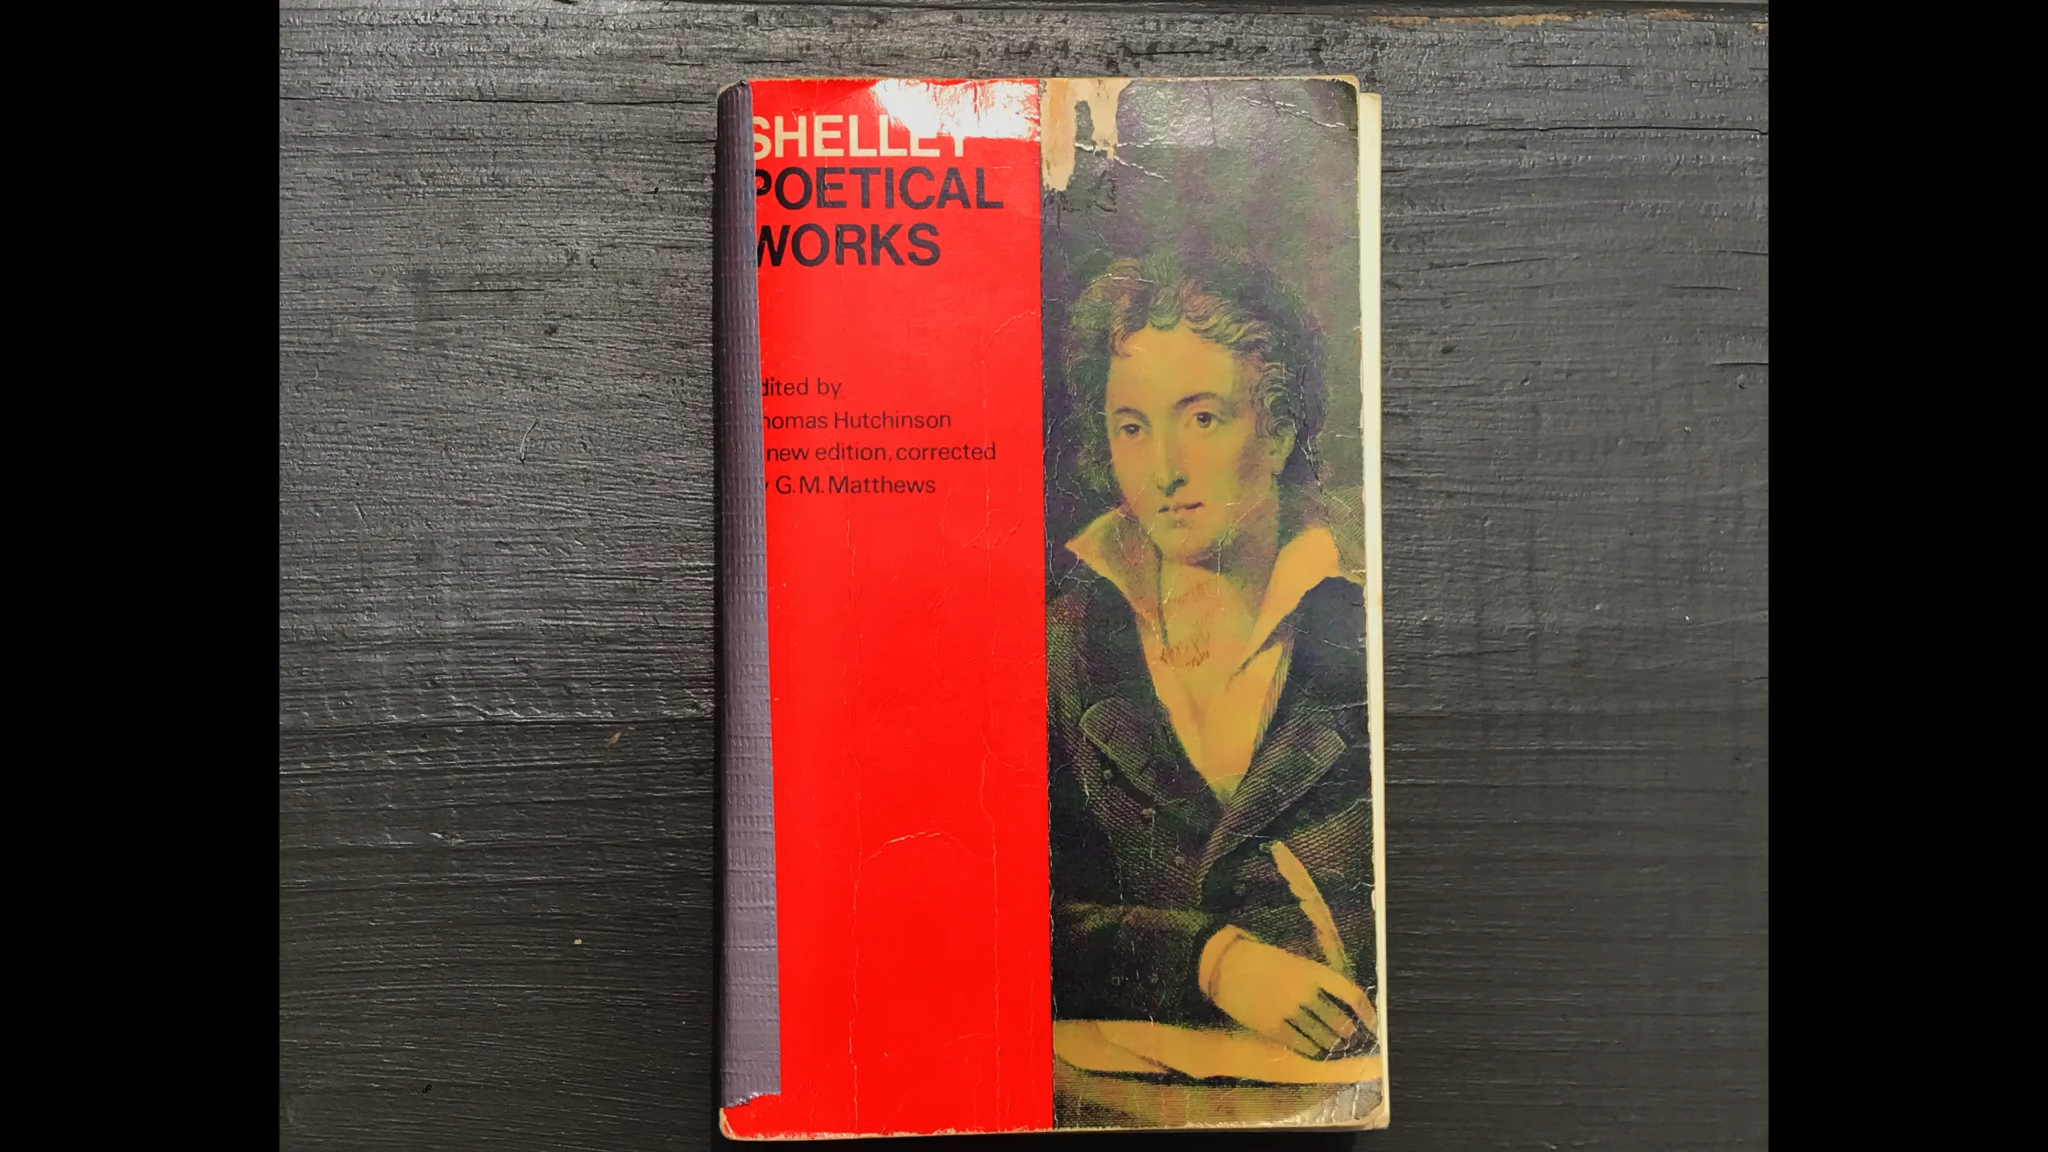 SHELLEY
POETICAL
WORKS
dited by
homas Hutchinson
new edition, corrected
y G.M. Matthews